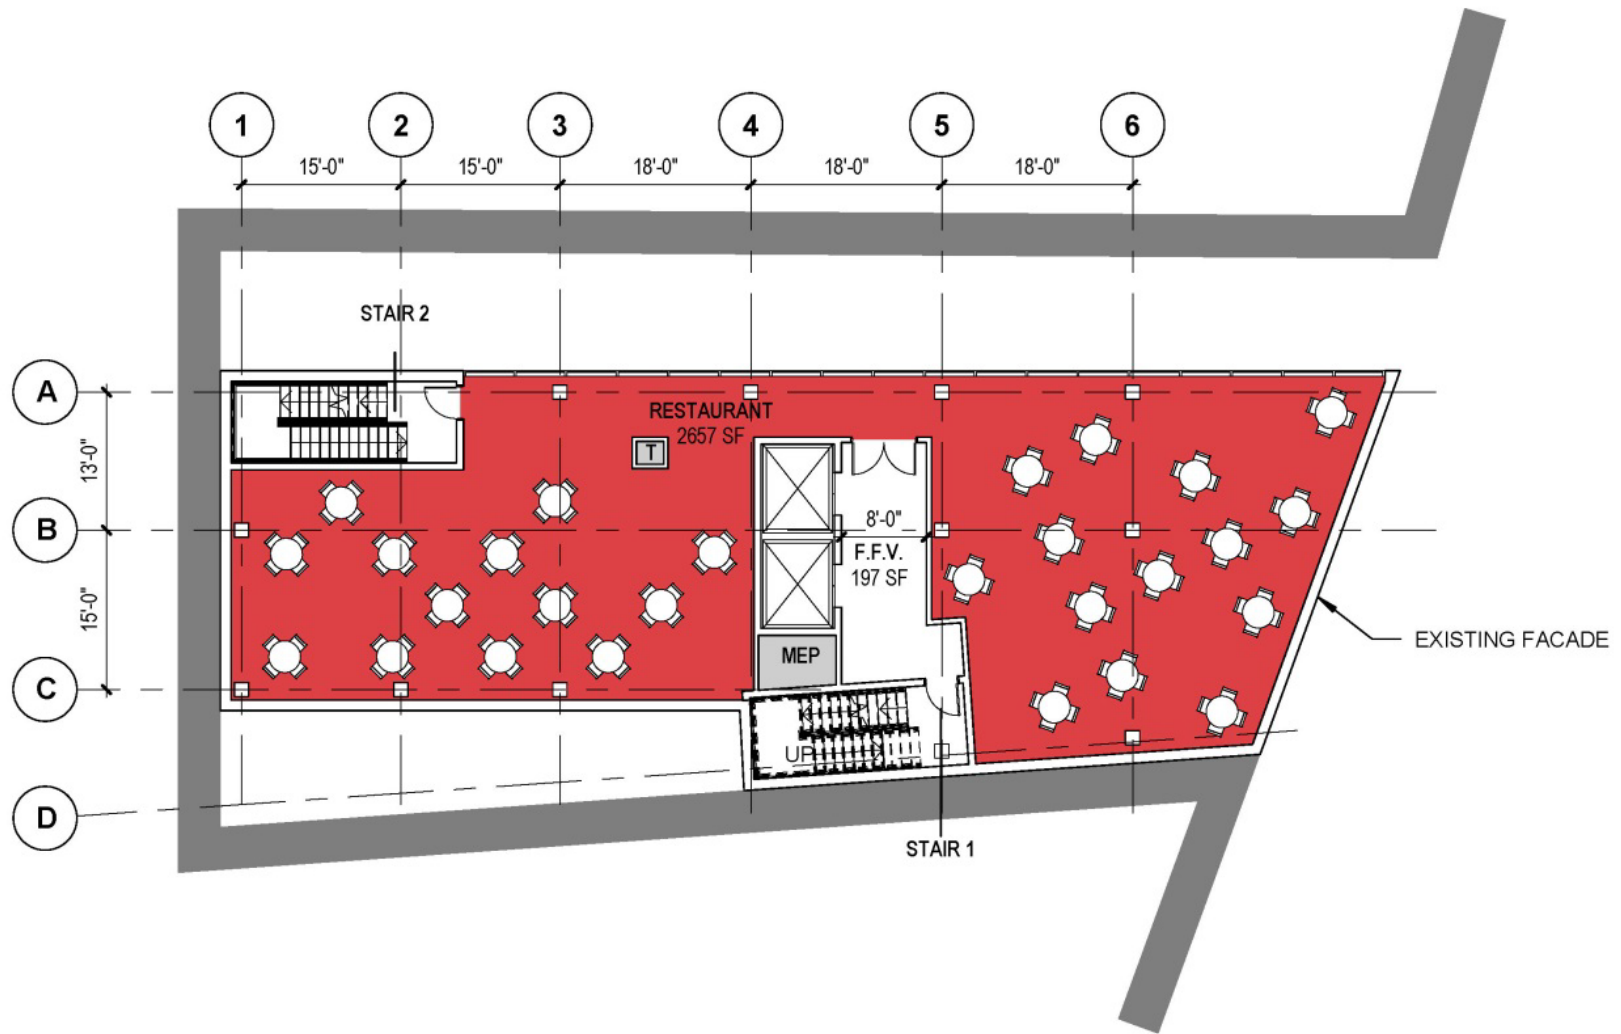 1
2
3
4
5
6
15'-0"
15'-0"
18'-0"
18'-0"
18'-0"
STAIR 2
A
RESTAURANT
2657 SF
T
13'-0"
B
8'-0"
F.F.V.
197 SF
15'-0"
EXISTING FACADE
MEP
C
UP
D
STAIR 1